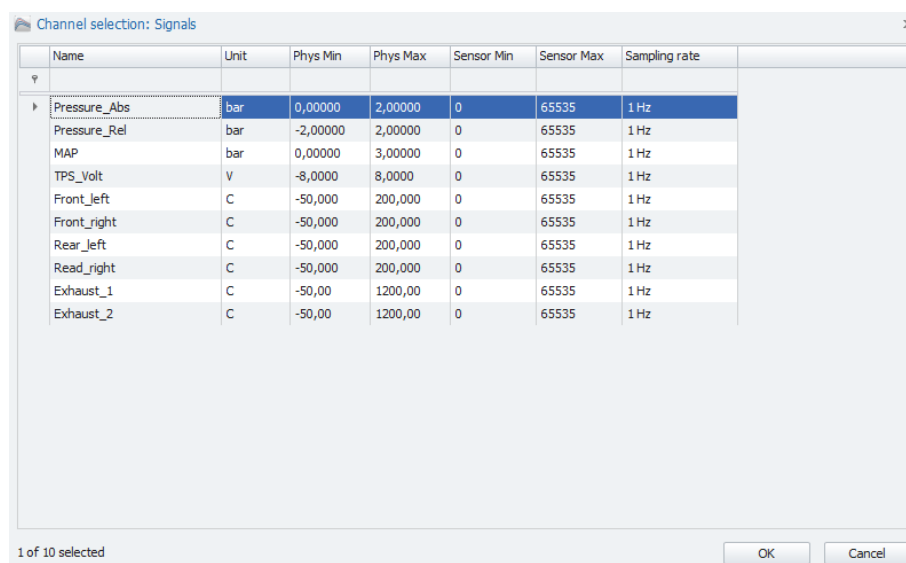 Channel selection: Signals
Name Unit Phys Min Phys Max Sensor Min Sensor Max Sampling rate
Pressure_Abs bar 0,00000 2,00000 0 65535 1 Hz
Pressure_Rel bar -2,00000 2,00000 0 65535 1 Hz
MAP bar 0,00000 3,00000 0 65535 1 Hz
TPS_Volt V -8,0000 8,0000 0 65535 1 Hz
Front_left C -50,000 200,000 0 65535 1 Hz
Front_right C -50,000 200,000 0 65535 1 Hz
Rear_left C -50,000 200,000 0 65535 1 Hz
Read_right C -50,000 200,000 0 65535 1 Hz
Exhaust_1 C -50,00 1200,00 0 65535 1 Hz
Exhaust_2 C -50,00 1200,00 0 65535 1 Hz
1 of 10 selected OK Cancel